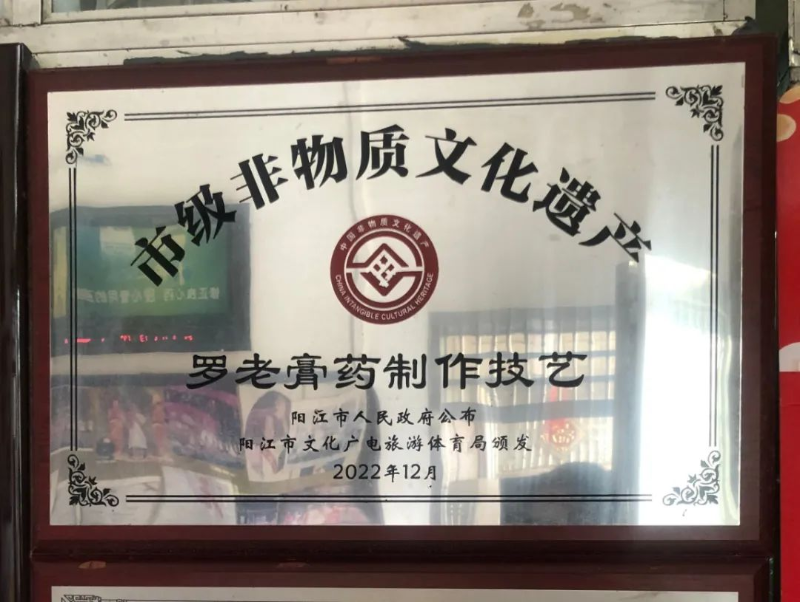 市级非物质文化遗产
中国非物质文化遗产
CHINA INTANGIBLE CULTURAL HERITAGE
罗老膏药制作技艺
阳江市人民政府公布
阳江市文化广电旅游体育局颁发
2022年12月